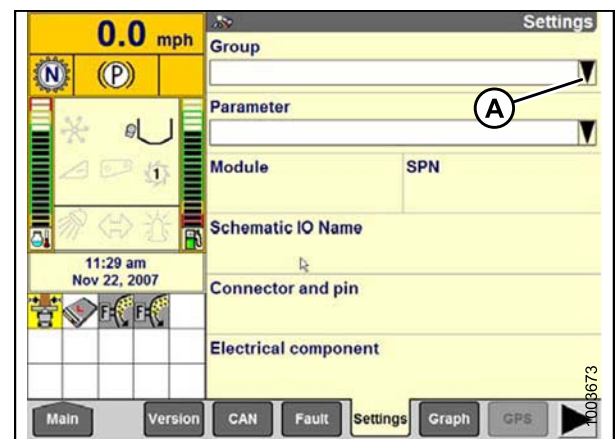 0.0 mph
Settings
Group
N (P)
A
Parameter
1
Module SPN
Schematic IO Name
11:29 am
Nov 22, 2007
Connector and pin
F F
Electrical component
1003673
Main Version CAN Fault Settings Graph GPS